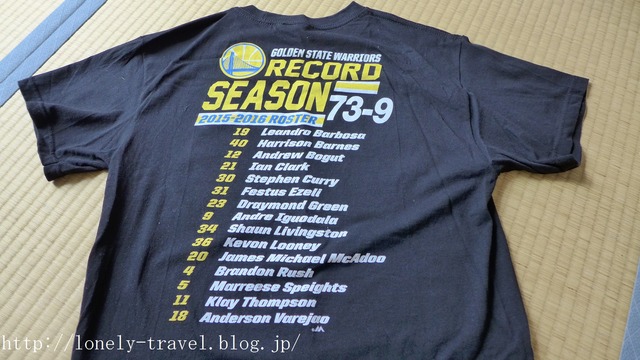 GOLDEN STATE WARRIORS
RECORD
SEASON
73-9
2015-2016 ROSTER
19 Leandro Barbosa
40 Harrison Barnes
12 Andrew Bogut
21 Ian Clark
30 Stephen Curry
31 Festus Ezeli
23 Draymond Green
9 Andre Iguodala
34 Shaun Livingston
36 Kevon Looney
20 James Michael McAdoo
4 Brandon Rush
5 Marreese Speights
11 Klay Thompson
18 Anderson Varejao
http://lonely-travel.blog.jp/